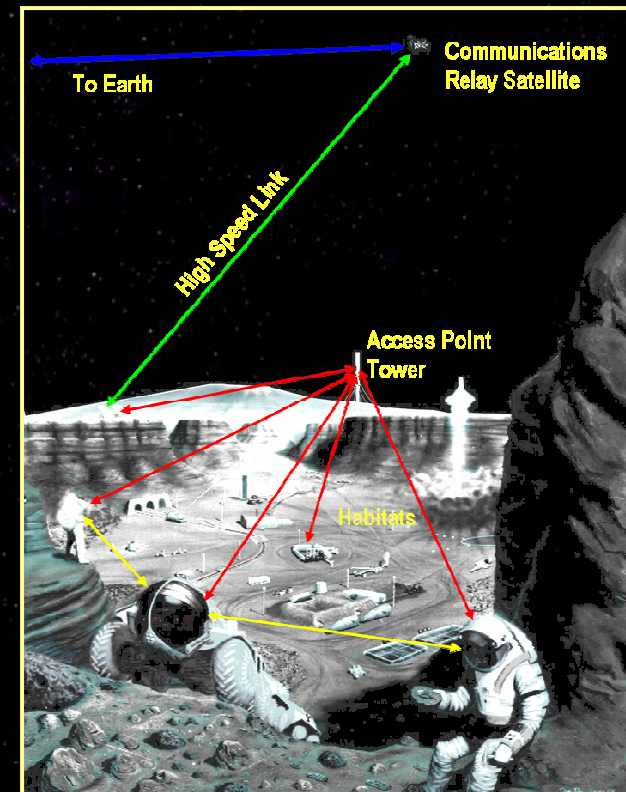 Communications
Relay Satellite
To Earth
High Speed Link
Access Point
Tower
Habitats